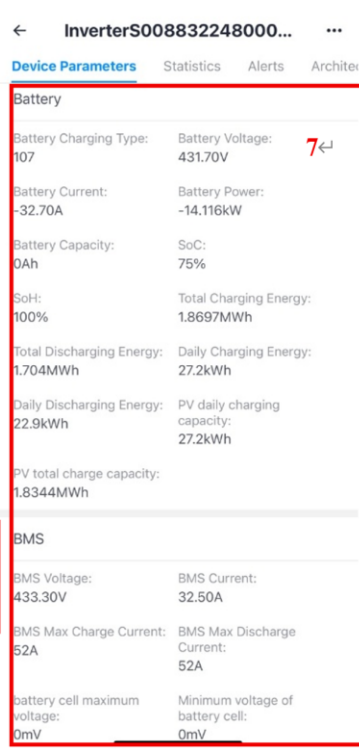 ← InverterS008832248000... ...
Device Parameters Statistics Alerts Architec
Battery
Battery Charging Type: Battery Voltage:
107 431.70V 7↵
Battery Current: Battery Power:
-32.70A -14.116kW
Battery Capacity: SoC:
0Ah 75%
SoH: Total Charging Energy:
100% 1.8697MWh
Total Discharging Energy: Daily Charging Energy:
1.704MWh 27.2kWh
Daily Discharging Energy: PV daily charging
22.9kWh capacity:
27.2kWh
PV total charge capacity:
1.8344MWh
BMS
BMS Voltage: BMS Current:
433.30V 32.50A
BMS Max Charge Current: BMS Max Discharge
52A Current:
52A
battery cell maximum Minimum voltage of
voltage: battery cell:
0mV 0mV